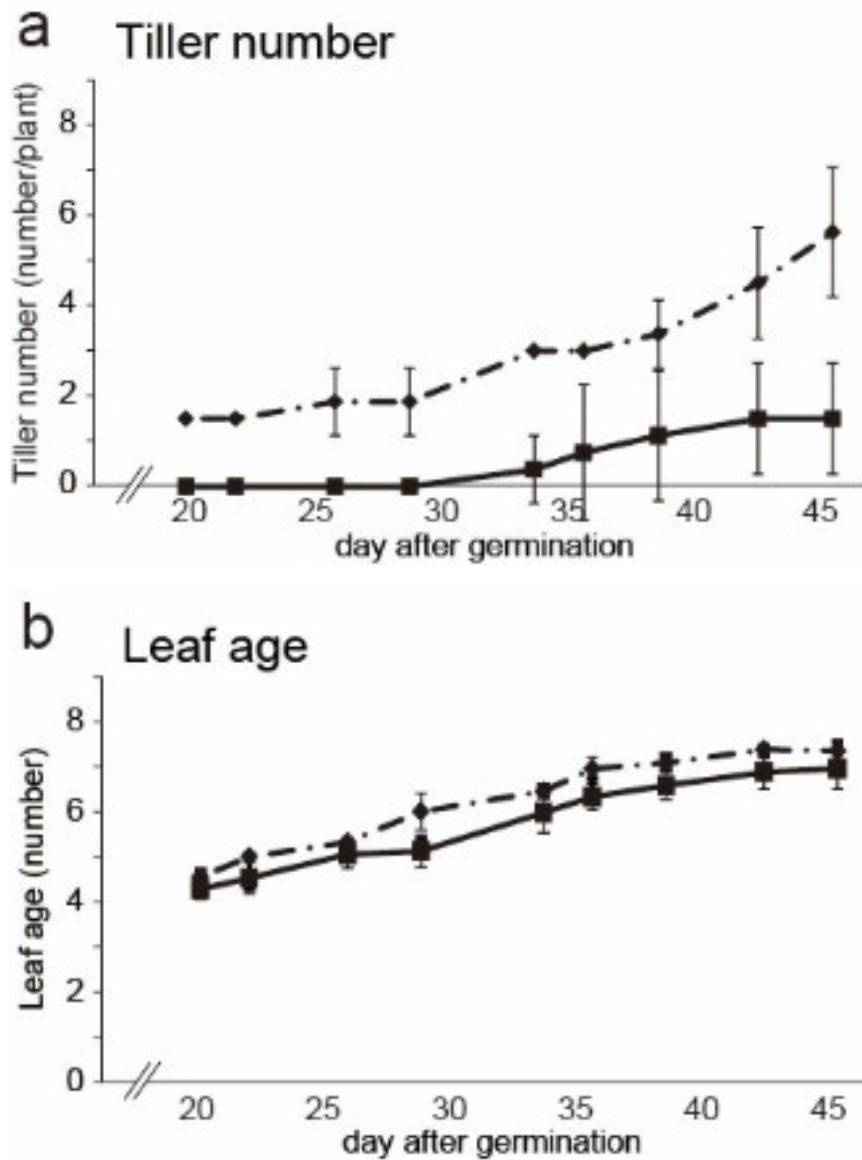 a
Tiller number
Tiller number (number/plant)
8
6
4
2
0
20 25 30 35 40 45
day after germination
b
Leaf age
Leaf age (number)
8
6
4
2
0
20 25 30 35 40 45
day after germination